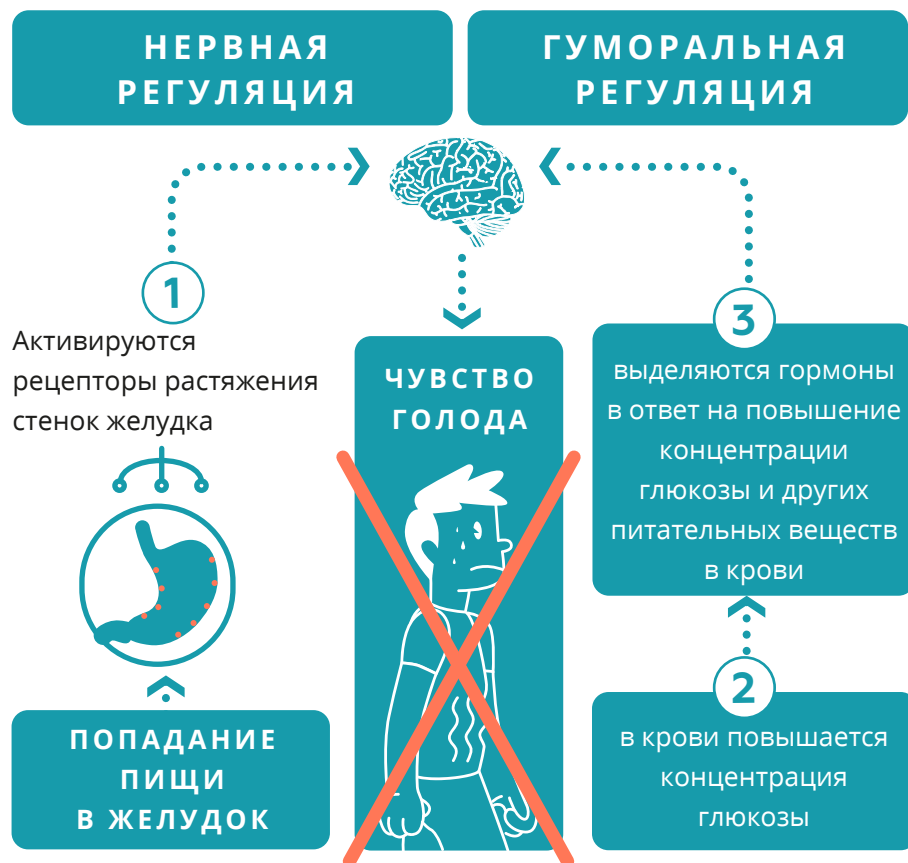 НЕРВНАЯ
РЕГУЛЯЦИЯ
ГУМОРАЛЬНАЯ
РЕГУЛЯЦИЯ
1
Активируются
рецепторы растяжения
стенок желудка
ПОПАДАНИЕ
ПИЩИ
В ЖЕЛУДОК
ЧУВСТВО
ГОЛОДА
3
выделяются гормоны
в ответ на повышение
концентрации
глюкозы и других
питательных веществ
в крови
2
в крови повышается
концентрация
глюкозы